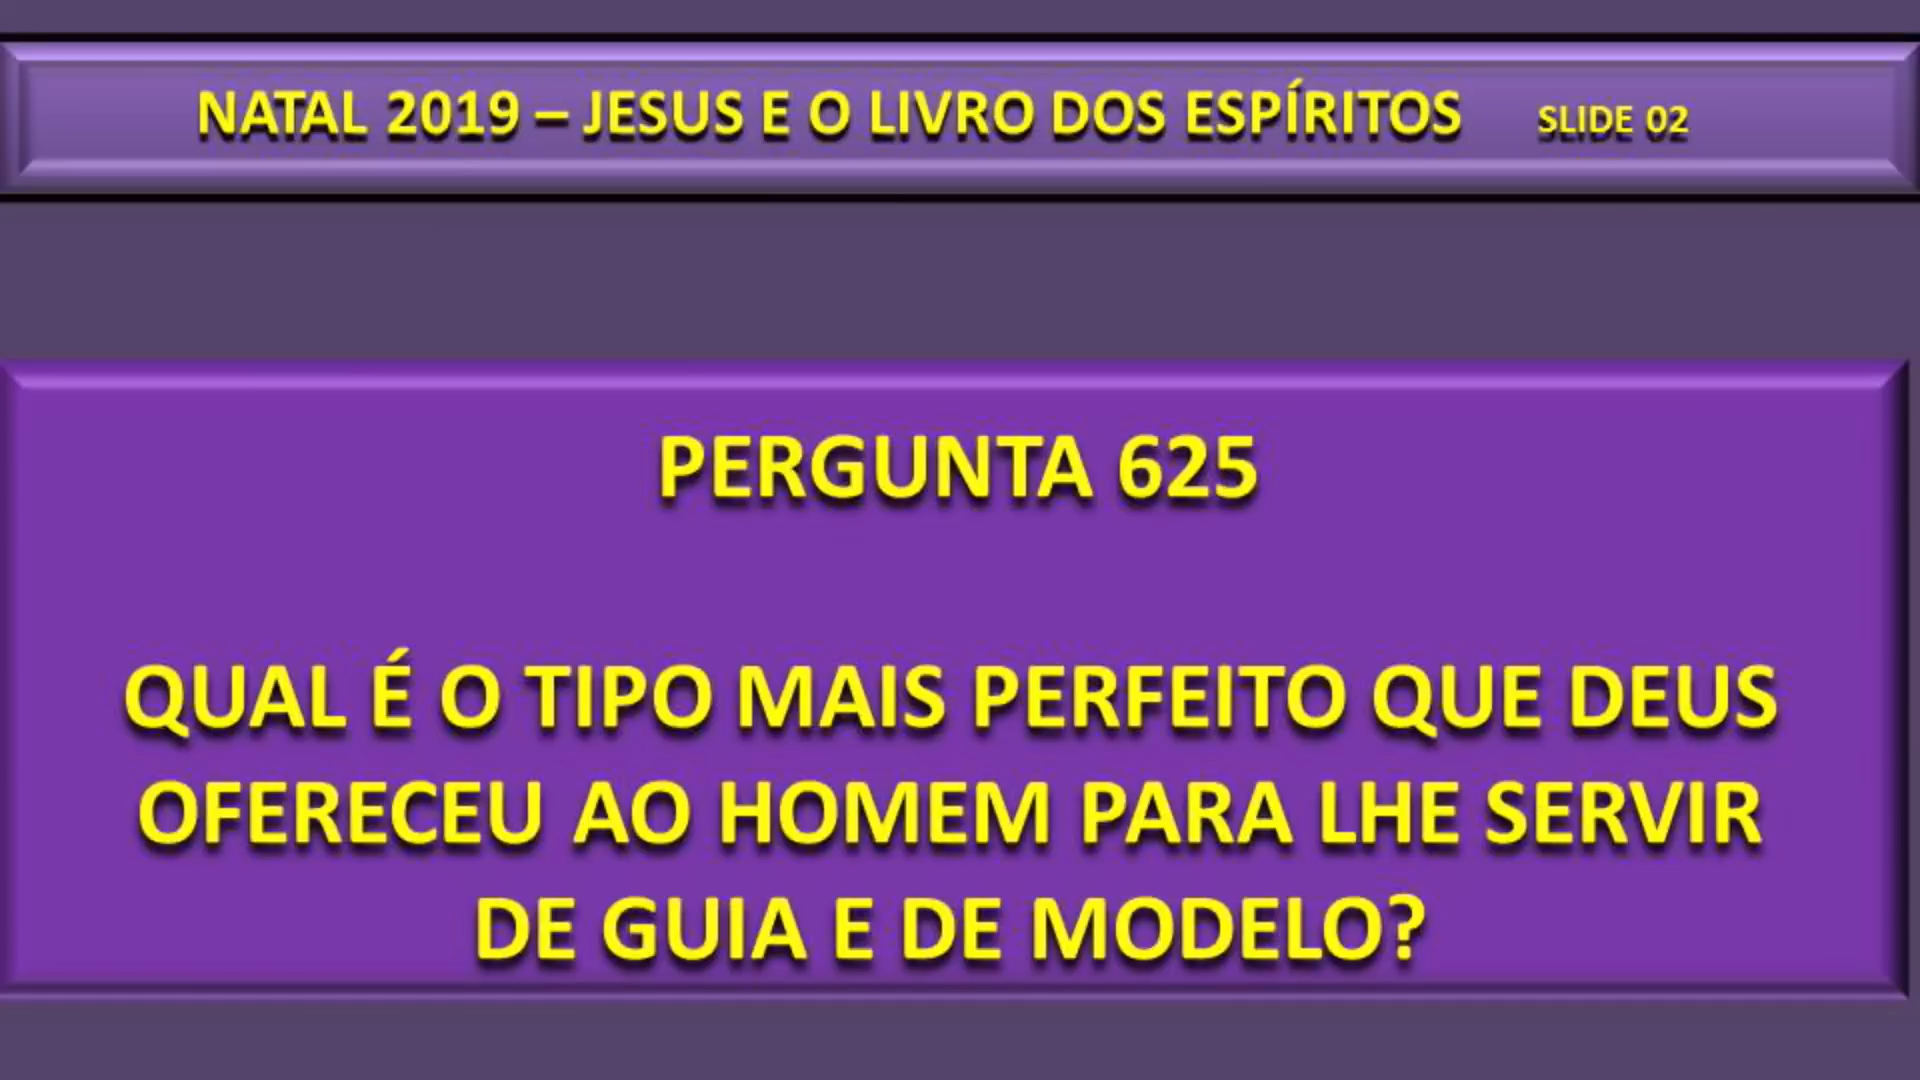 NATAL 2019 – JESUS E O LIVRO DOS ESPÍRITOS SLIDE 02
PERGUNTA 625
QUAL É O TIPO MAIS PERFEITO QUE DEUS
OFERECEU AO HOMEM PARA LHE SERVIR
DE GUIA E DE MODELO?